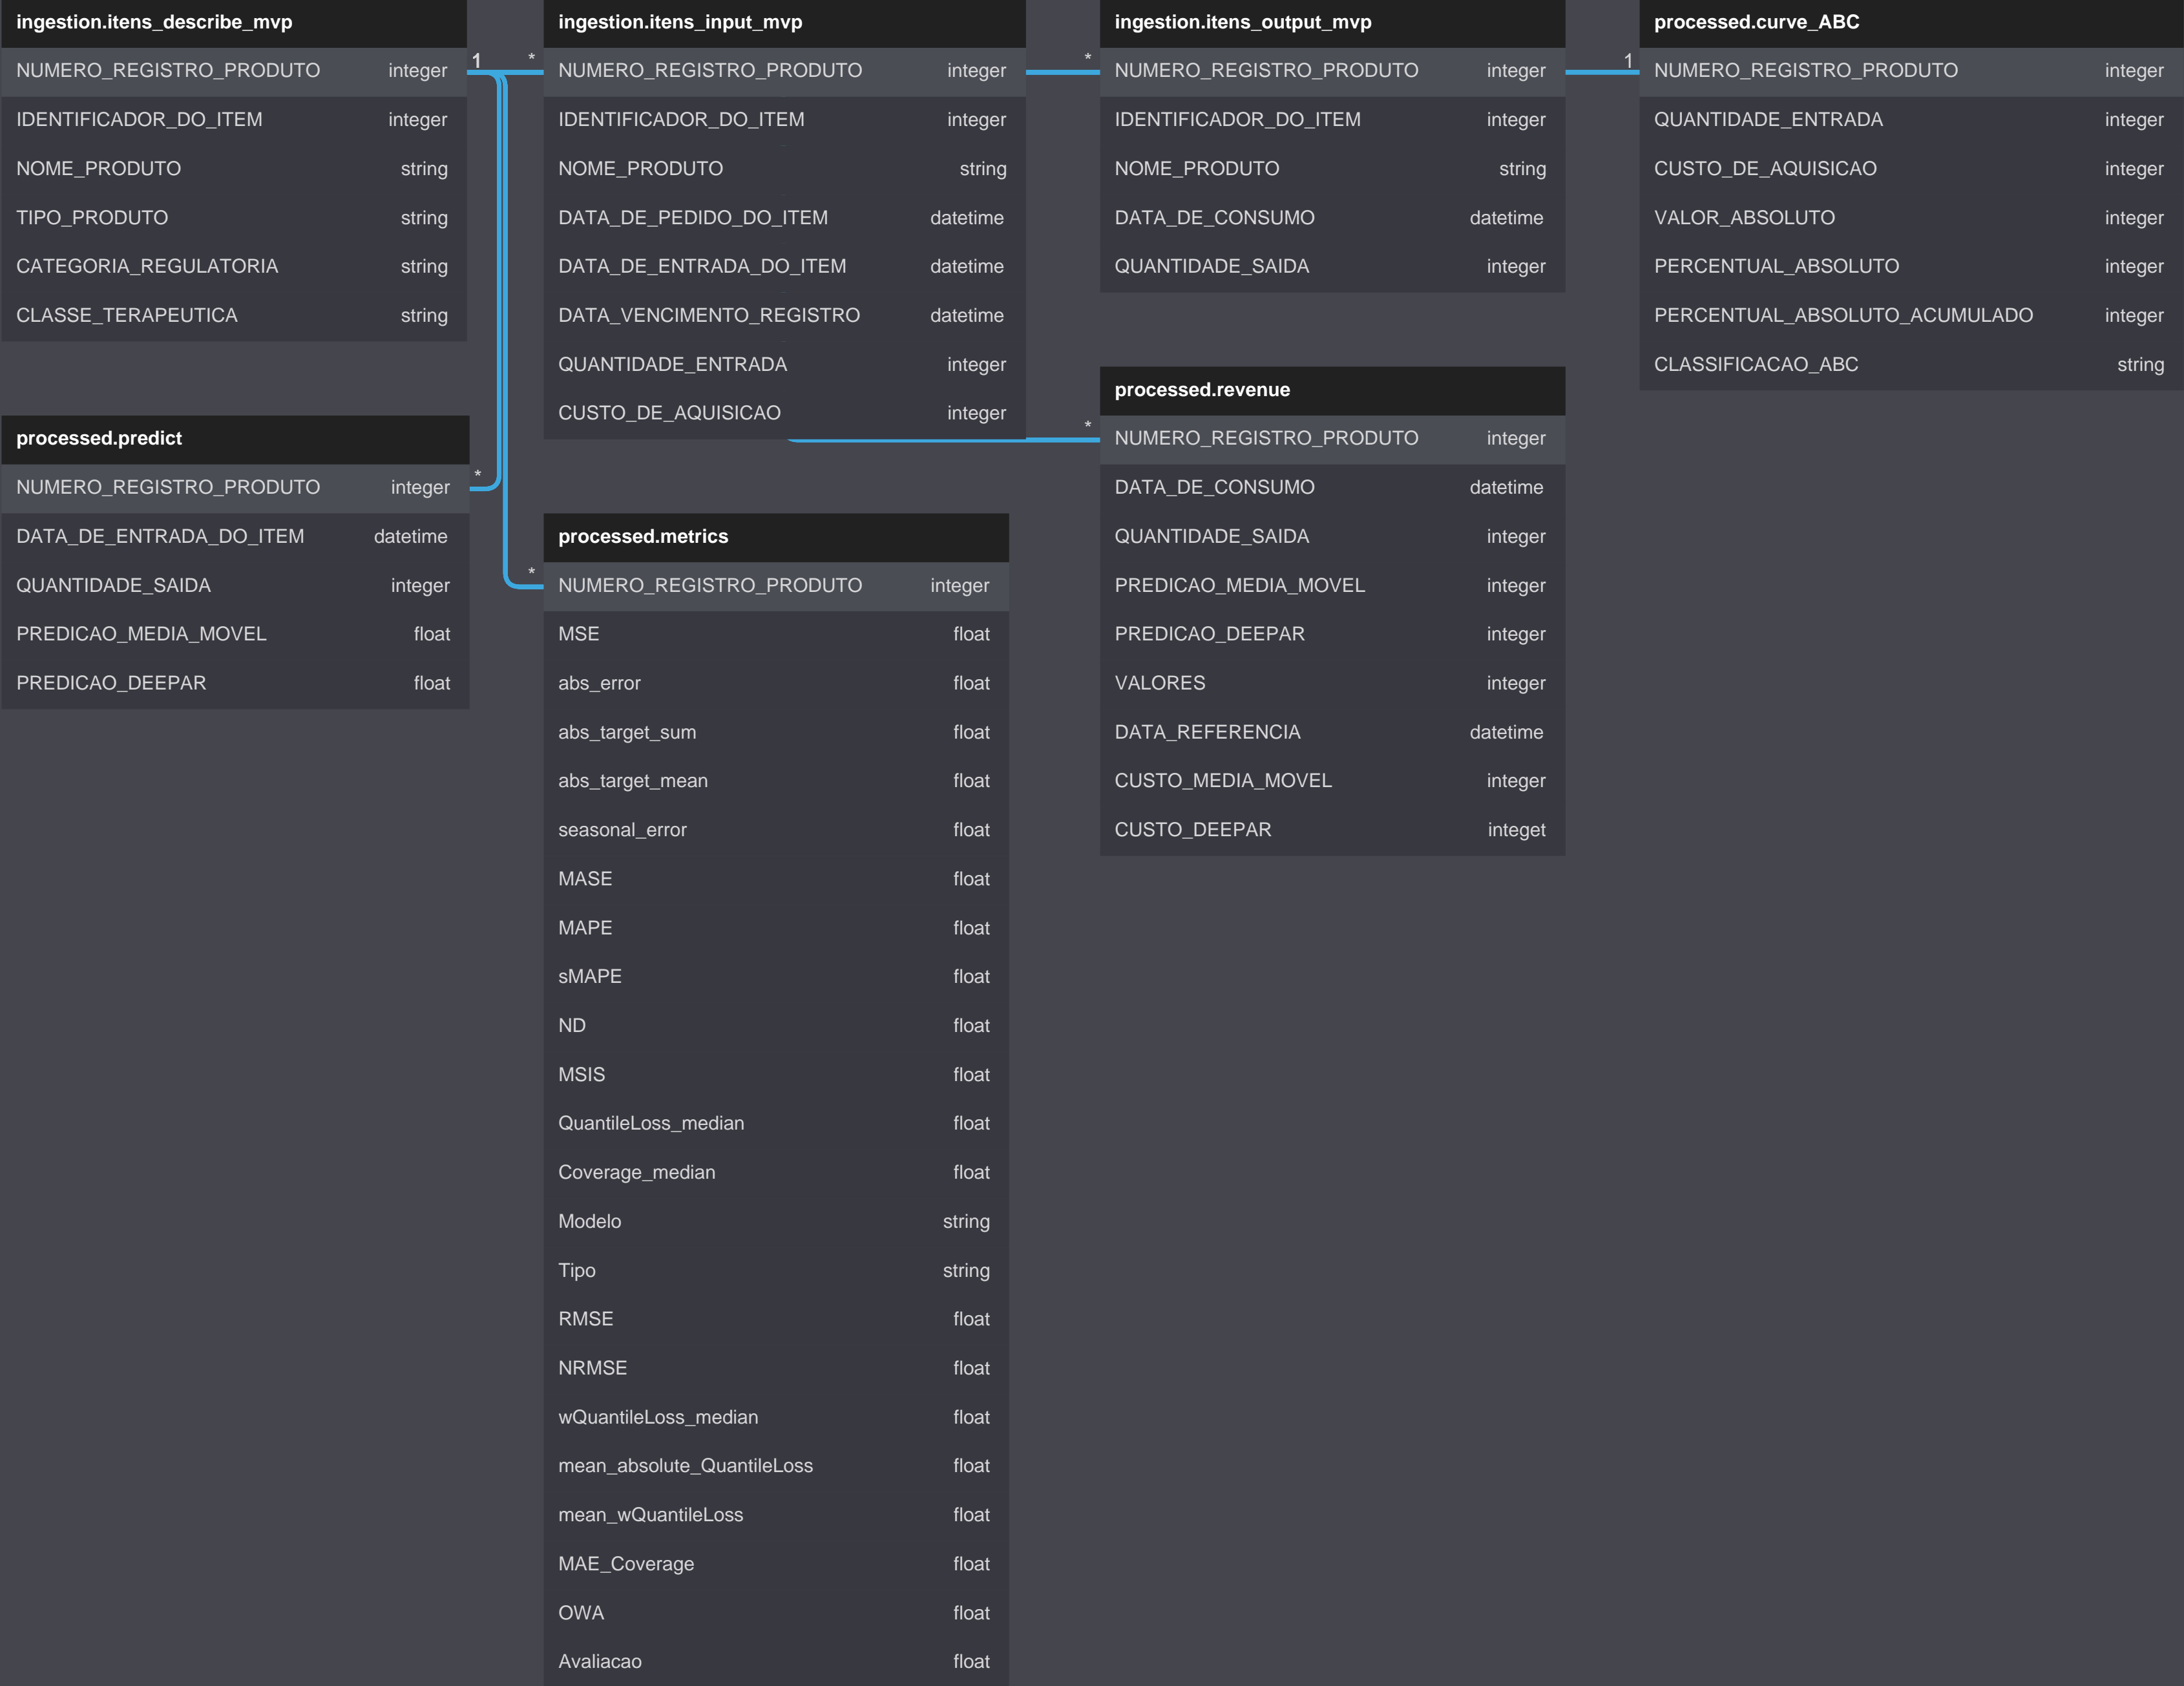 ingestion.itens_describe_mvp
NUMERO_REGISTRO_PRODUTO integer
IDENTIFICADOR_DO_ITEM integer
NOME_PRODUTO string
TIPO_PRODUTO string
CATEGORIA_REGULATORIA string
CLASSE_TERAPEUTICA string
1
*
ingestion.itens_input_mvp
NUMERO_REGISTRO_PRODUTO integer
IDENTIFICADOR_DO_ITEM integer
NOME_PRODUTO string
DATA_DE_PEDIDO_DO_ITEM datetime
DATA_DE_ENTRADA_DO_ITEM datetime
DATA_VENCIMENTO_REGISTRO datetime
QUANTIDADE_ENTRADA integer
CUSTO_DE_AQUISICAO integer
*
ingestion.itens_output_mvp
NUMERO_REGISTRO_PRODUTO integer
IDENTIFICADOR_DO_ITEM integer
NOME_PRODUTO string
DATA_DE_CONSUMO datetime
QUANTIDADE_SAIDA integer
1
processed.curve_ABC
NUMERO_REGISTRO_PRODUTO integer
QUANTIDADE_ENTRADA integer
CUSTO_DE_AQUISICAO integer
VALOR_ABSOLUTO integer
PERCENTUAL_ABSOLUTO integer
PERCENTUAL_ABSOLUTO_ACUMULADO integer
CLASSIFICACAO_ABC string
processed.predict
NUMERO_REGISTRO_PRODUTO integer
*
DATA_DE_ENTRADA_DO_ITEM datetime
QUANTIDADE_SAIDA integer
PREDICAO_MEDIA_MOVEL float
PREDICAO_DEEPAR float
*
processed.metrics
NUMERO_REGISTRO_PRODUTO integer
MSE float
abs_error float
abs_target_sum float
abs_target_mean float
seasonal_error float
MASE float
MAPE float
sMAPE float
ND float
MSIS float
QuantileLoss_median float
Coverage_median float
Modelo string
Tipo string
RMSE float
NRMSE float
wQuantileLoss_median float
mean_absolute_QuantileLoss float
mean_wQuantileLoss float
MAE_Coverage float
OWA float
Avaliacao float
*
processed.revenue
NUMERO_REGISTRO_PRODUTO integer
DATA_DE_CONSUMO datetime
QUANTIDADE_SAIDA integer
PREDICAO_MEDIA_MOVEL integer
PREDICAO_DEEPAR integer
VALORES integer
DATA_REFERENCIA datetime
CUSTO_MEDIA_MOVEL integer
CUSTO_DEEPAR integet